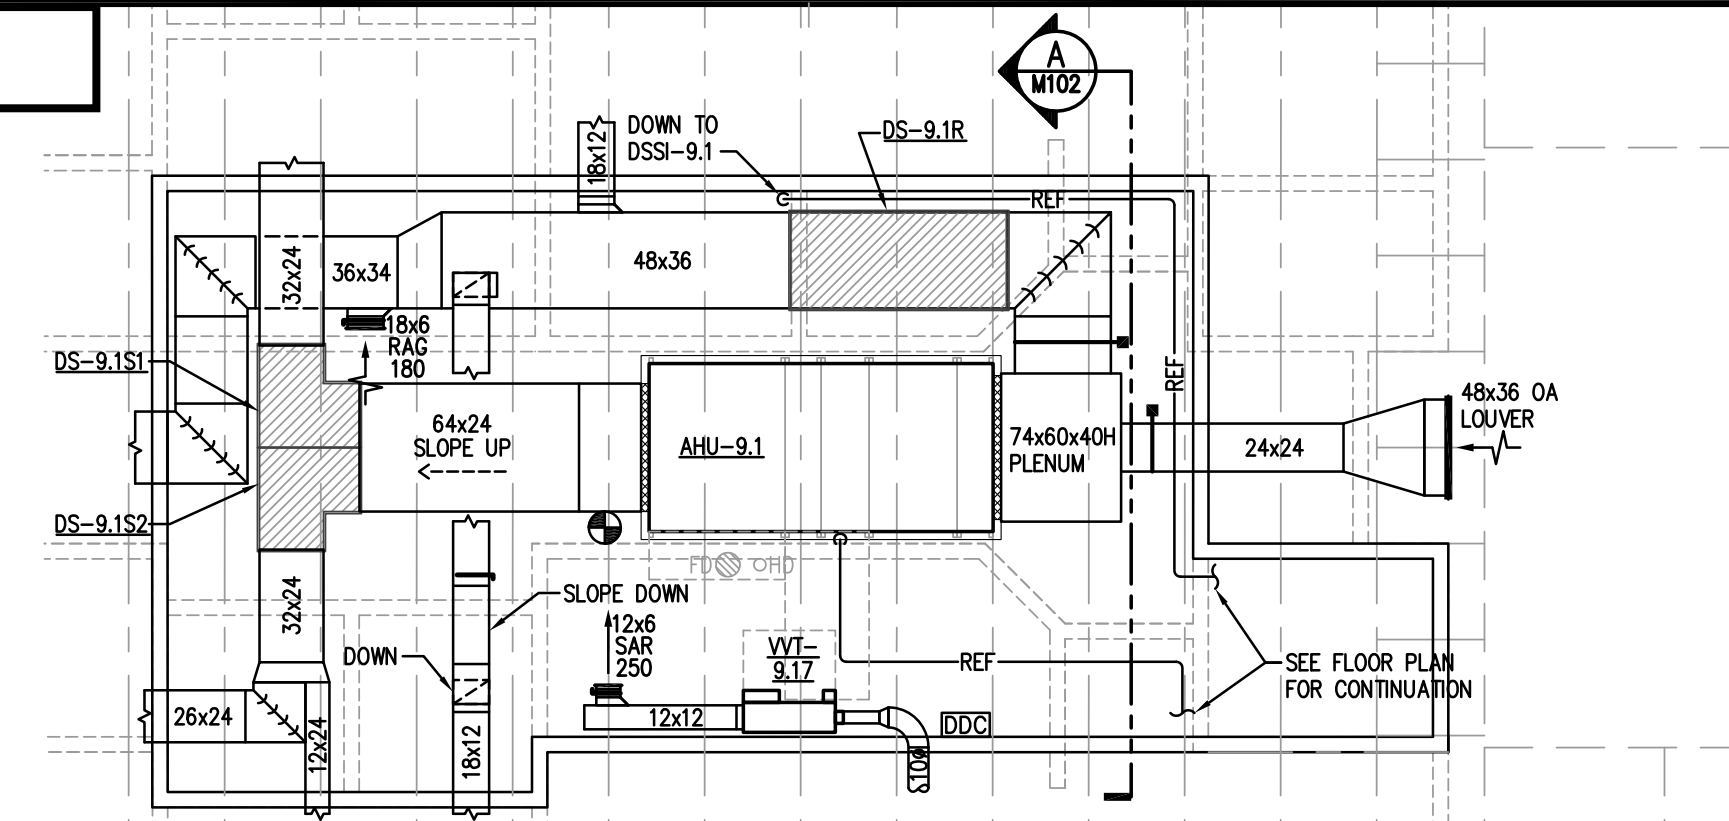 A
M102
DOWN TO
DSSI-9.1
18x12
DS-9.1R
REF
32x24
36x34
48x36
18x6
RAG
180
DS-9.1S1
REF
48x36 OA
LOUVER
64x24
SLOPE UP
AHU-9.1
74x60x40H
PLENUM
24x24
DS-9.1S2
FD
HD
32x24
SLOPE DOWN
12x6
SAR
250
VVT-
9.17
DOWN
REF
SEE FLOOR PLAN
FOR CONTINUATION
26x24
12x24
18x12
12x12
DDC
10Ø